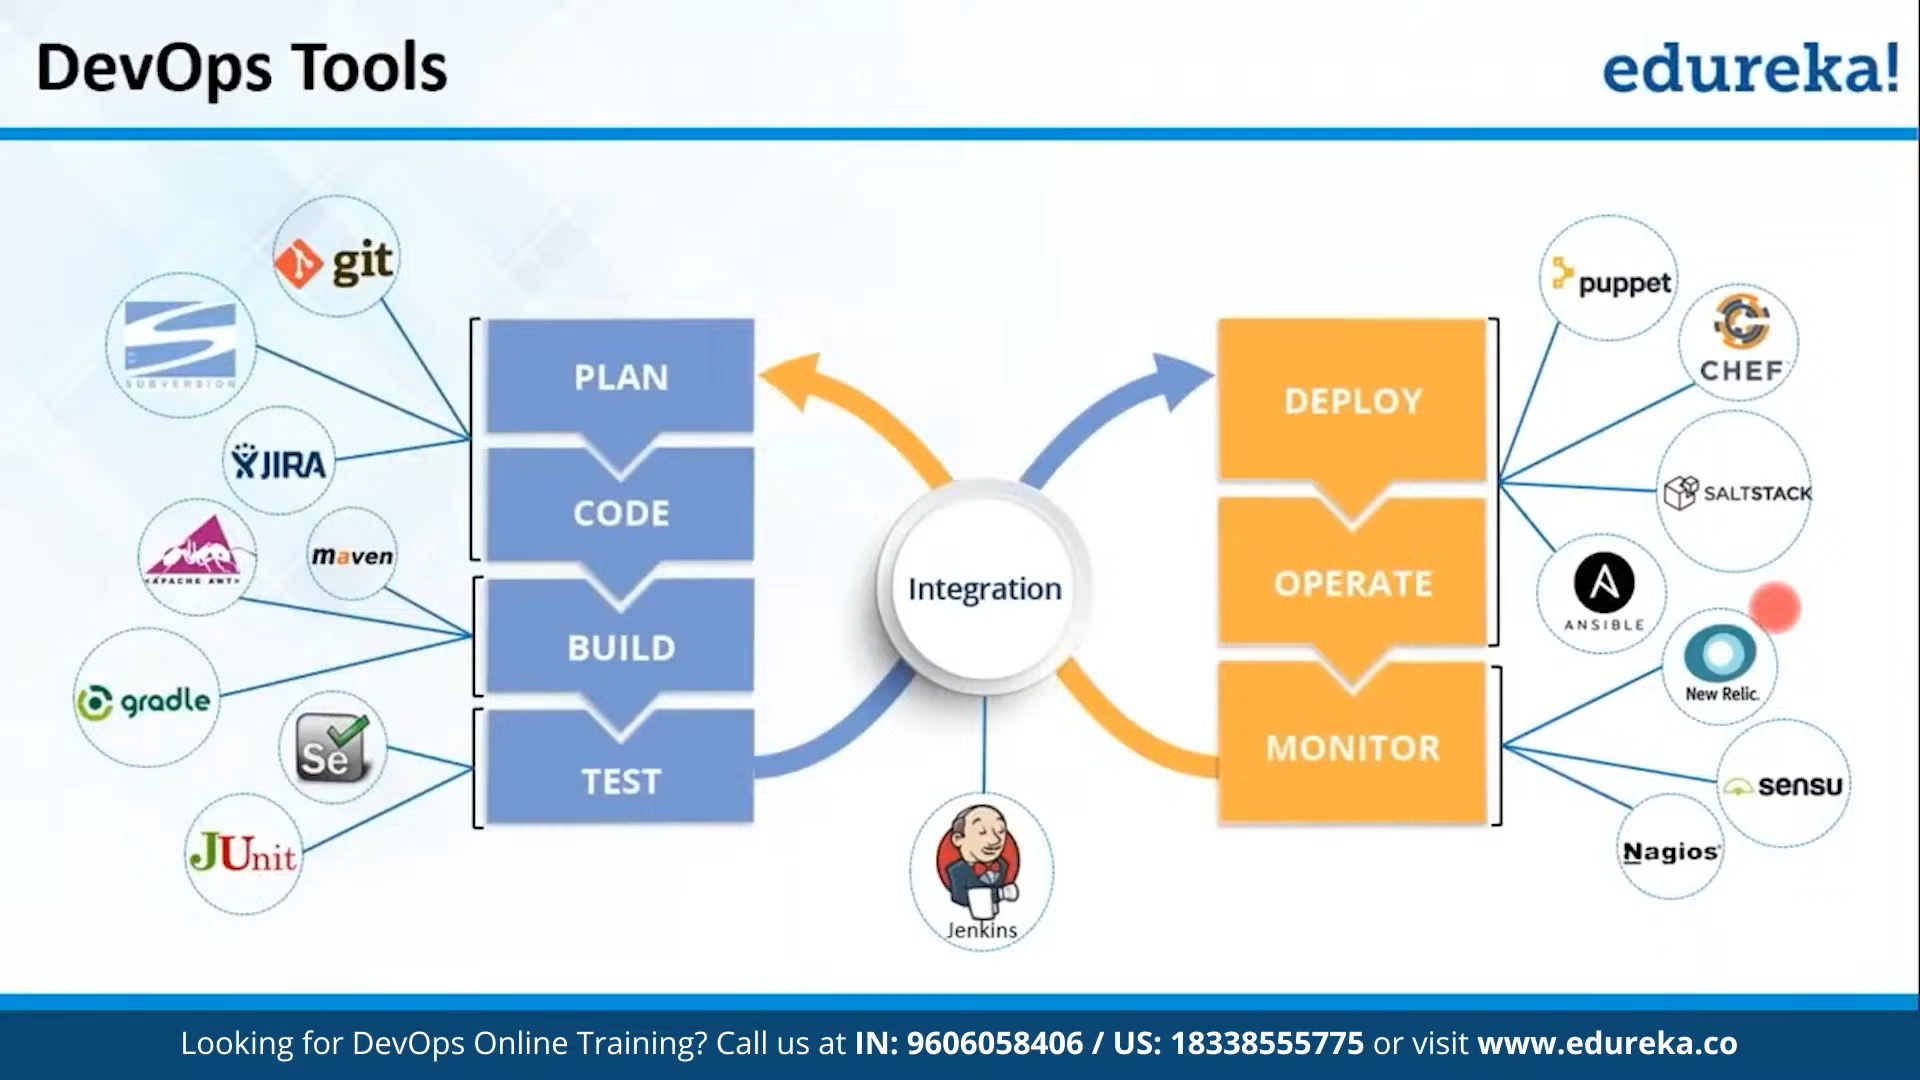 DevOps Tools
edureka!
git
SUBVERSION
JIRA
APACHE ANT
maven
gradle
Se
JUnit
PLAN
CODE
BUILD
TEST
Integration
Jenkins
DEPLOY
OPERATE
MONITOR
puppet
CHEF
SALTSTACK
A
ANSIBLE
New Relic.
sensu
Nagios
Looking for DevOps Online Training? Call us at IN: 9606058406 / US: 18338555775 or visit www.edureka.co